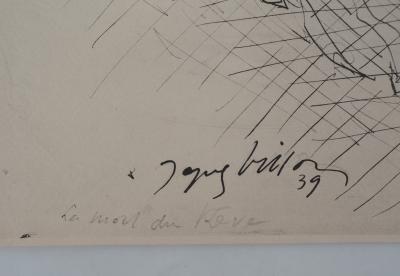 Jacques Villon
39
La mort du Rêve